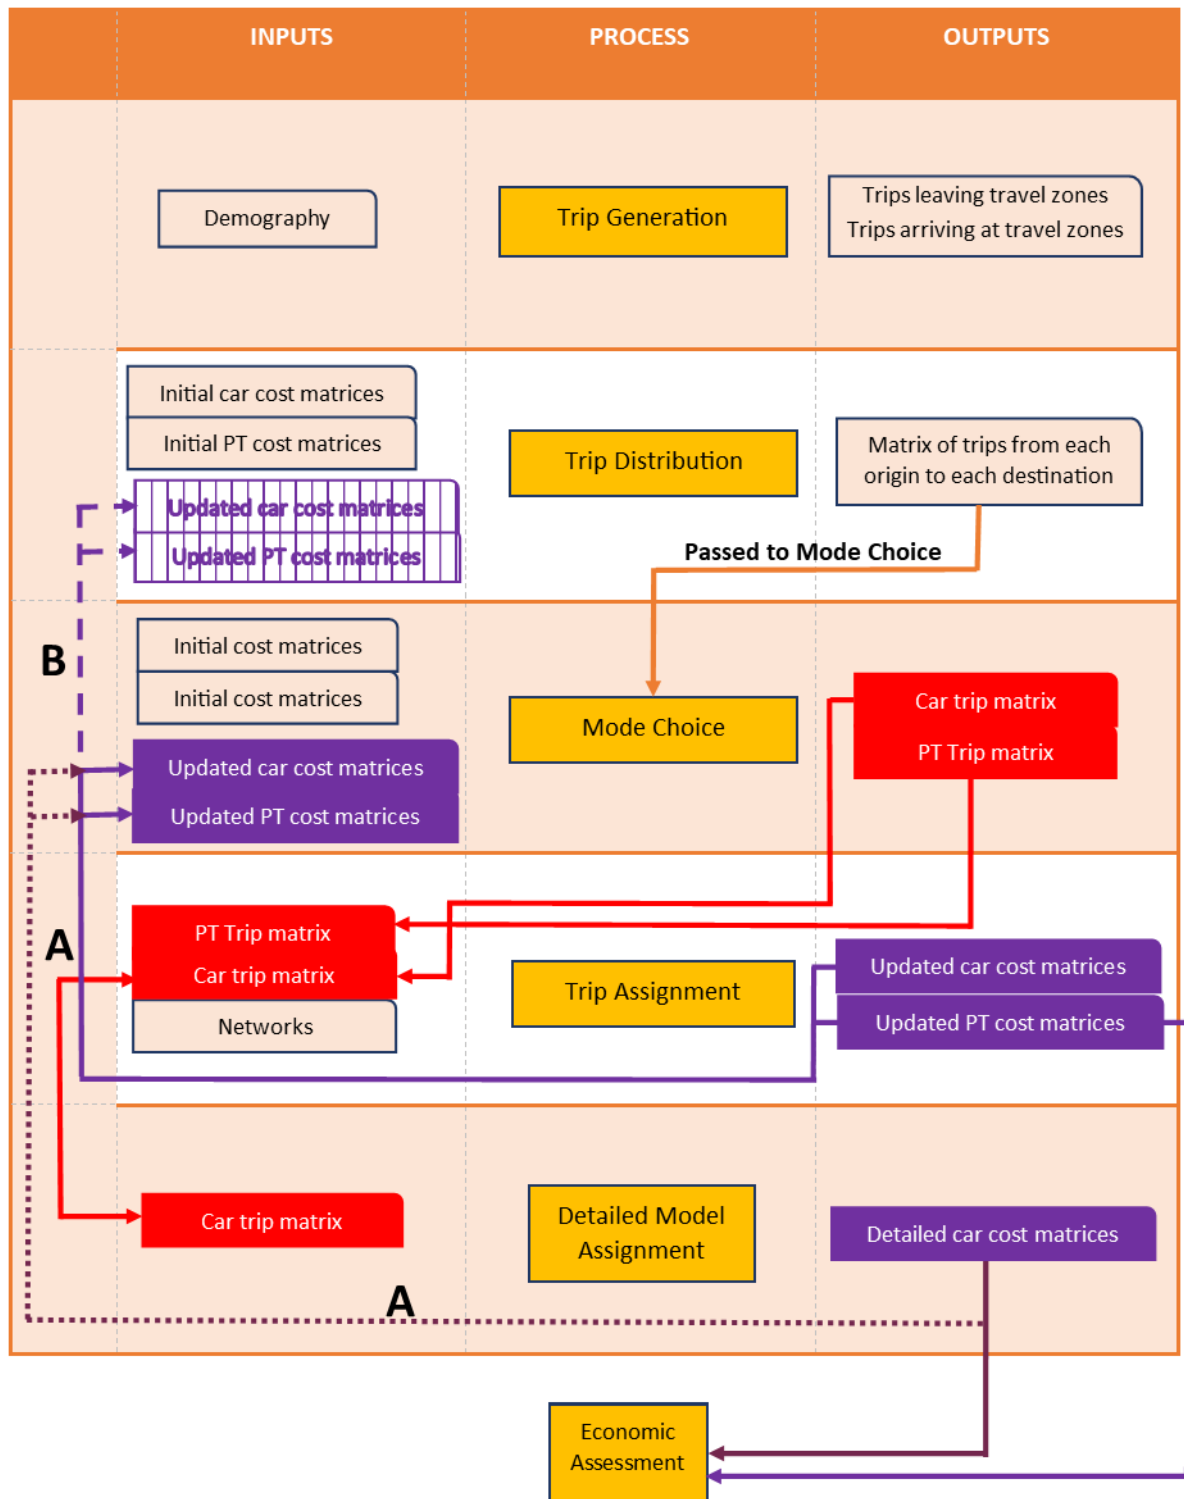 INPUTS
PROCESS
OUTPUTS
Demography
Trip Generation
Trips leaving travel zones
Trips arriving at travel zones
Initial car cost matrices
Initial PT cost matrices
Updated car cost matrices
Updated PT cost matrices
Trip Distribution
Matrix of trips from each
origin to each destination
Passed to Mode Choice
B
Initial cost matrices
Initial cost matrices
Updated car cost matrices
Updated PT cost matrices
Mode Choice
Car trip matrix
PT Trip matrix
A
PT Trip matrix
Car trip matrix
Networks
Trip Assignment
Updated car cost matrices
Updated PT cost matrices
Car trip matrix
Detailed Model
Assignment
Detailed car cost matrices
A
Economic
Assessment